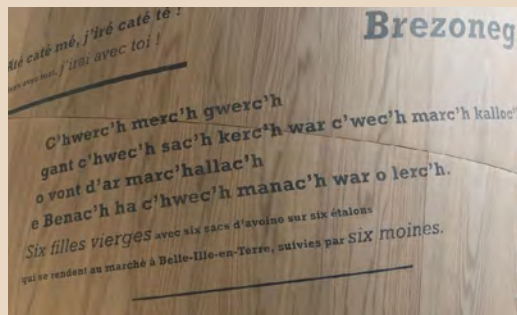 caté mé, j'iré caté té !
j'irai avec toi !
Brezoneg
C'hwerc'h merc'h gwerc'h
gant c'hwec'h sac'h kerc'h war c'wec'h marc'h kalloc'
o vont d'ar marc'hallac'h
e Benac'h ha c'hwec'h manac'h war o lerc'h.
Six filles vierges avec six sacs d'avoine sur six étalons
qui se rendent au marché à Belle-Ille-en-Terre, suivies par six moines.